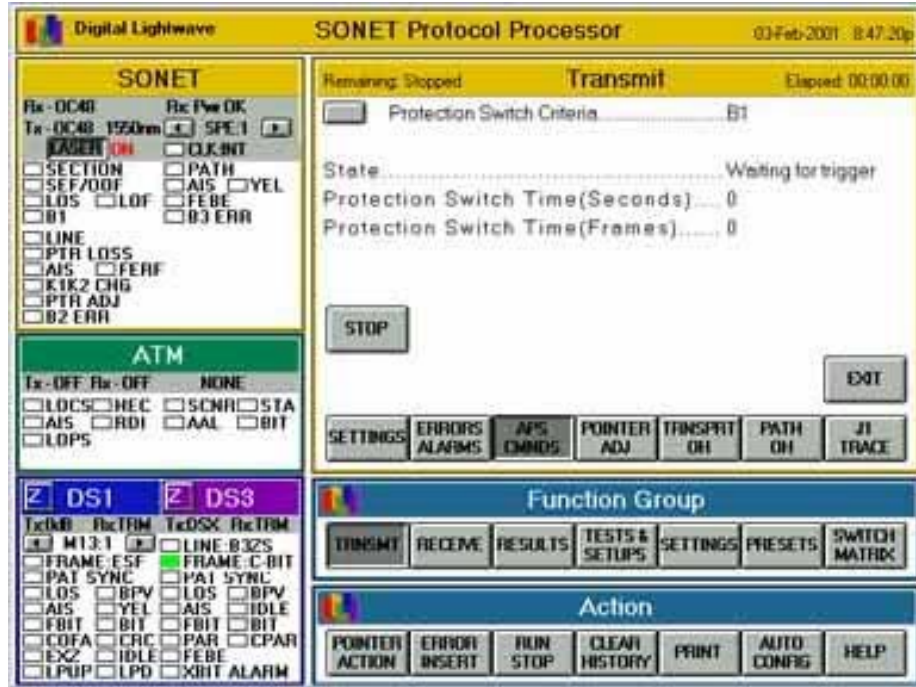 Digital Lightwave
SONET Protocol Processor
03-Feb-2001 8:47:20p
SONET
Rx - OC48 Rx Pwr OK
Tx - OC48 1550nm SPE:1
LASER ON CLK:INT
SECTION PATH
SEF/OOF AIS YEL
LOS LOF FEBE
B1 B3 ERR
LINE
PTR LOSS
AIS FERF
K1K2 CHG
PTR ADJ
B2 ERR
Remaining: Stopped Transmit Elapsed: 00:00:00
Protection Switch Criteria B1
State Waiting for trigger
Protection Switch Time(Seconds) 0
Protection Switch Time(Frames) 0
STOP
EXIT
SETTINGS
ERRORS ALARMS
APS CMNDS
POINTER ADJ
TRNSPRT OH
PATH OH
J1 TRACE
ATM
Tx - OFF Rx - OFF NONE
LOCS HEC SCNR STA
AIS RDI AAL BIT
LOPS
Z DS1 Z DS3
RxTRM TxDSX RxTRM
M13:1 LINE:B3ZS
FRAME:ESF FRAME:C-BIT
PAT SYNC PAT SYNC
LOS BPV LOS BPV
AIS YEL AIS IDLE
FBIT BIT FBIT BIT
COFA CRC PAR CPAR
EXZ IDLE FEBE
LPUP LPD XBIT ALARM
Function Group
TRNSMT
RECEIVE
RESULTS
TESTS & SETUPS
SETTINGS
PRESETS
SWITCH MATRIX
Action
POINTER ACTION
ERROR INSERT
RUN STOP
CLEAR HISTORY
PRINT
AUTO CONFIG
HELP